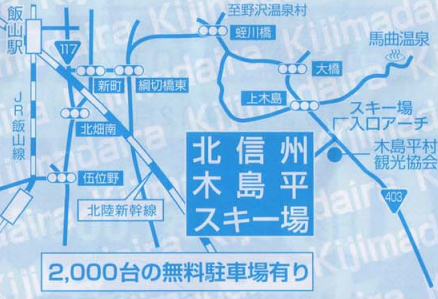 至野沢温泉村
飯山駅
蛭川橋
馬曲温泉
117
新町
綱切橋東
大橋
上木島
スキー場
入口アーチ
JR飯山線
北畑南
北信州
木島平
スキー場
木島平村
観光協会
伍位野
北陸新幹線
403
2,000台の無料駐車場有り
Kijimadaira